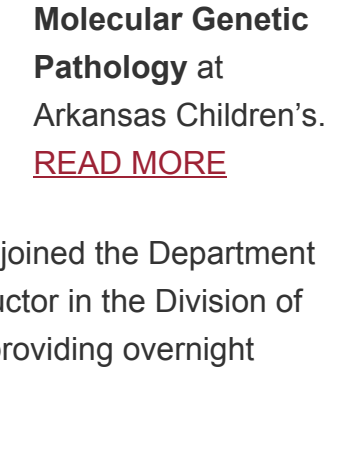 Molecular Genetic
Pathology at
Arkansas Children’s.
READ MORE
joined the Department
uctor in the Division of
providing overnight